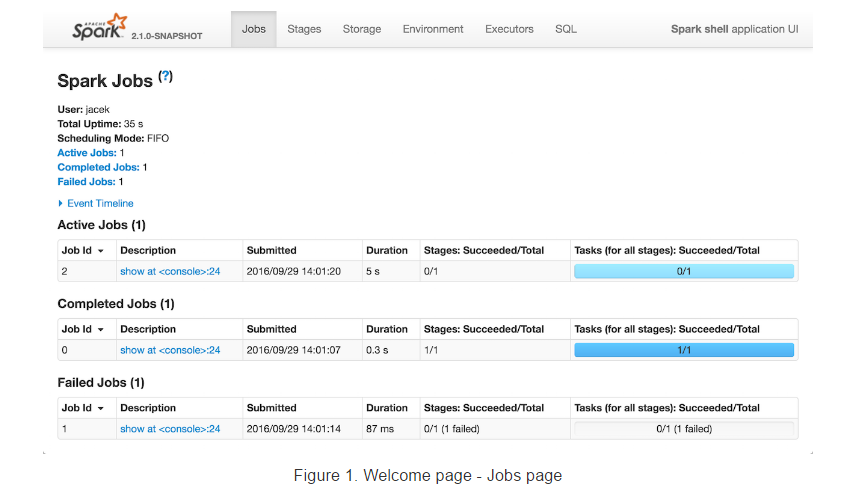 APACHE Spark 2.1.0-SNAPSHOT Jobs Stages Storage Environment Executors SQL Spark shell application UI
Spark Jobs (?)
User: jacek
Total Uptime: 35 s
Scheduling Mode: FIFO
Active Jobs: 1
Completed Jobs: 1
Failed Jobs: 1
Event Timeline
Active Jobs (1)
Job Id Description Submitted Duration Stages: Succeeded/Total Tasks (for all stages): Succeeded/Total
2 show at <console>:24 2016/09/29 14:01:20 5 s 0/1 0/1
Completed Jobs (1)
Job Id Description Submitted Duration Stages: Succeeded/Total Tasks (for all stages): Succeeded/Total
0 show at <console>:24 2016/09/29 14:01:07 0.3 s 1/1 1/1
Failed Jobs (1)
Job Id Description Submitted Duration Stages: Succeeded/Total Tasks (for all stages): Succeeded/Total
1 show at <console>:24 2016/09/29 14:01:14 87 ms 0/1 (1 failed) 0/1 (1 failed)
Figure 1. Welcome page - Jobs page